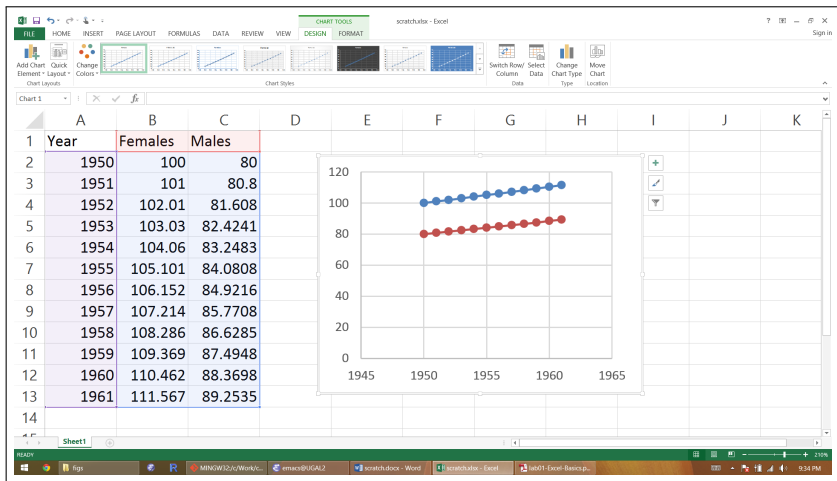 CHART TOOLS
scratch.xlsx - Excel
FILE HOME INSERT PAGE LAYOUT FORMULAS DATA REVIEW VIEW DESIGN FORMAT Sign in
Add Chart Element Quick Layout Change Colors Switch Row/ Column Select Data Change Chart Type Move Chart
Chart Layouts Chart Styles Data Type Location
Chart 1 fx
A B C D E F G H I J K
1 Year Females Males
2 1950 100 80
3 1951 101 80.8
4 1952 102.01 81.608
5 1953 103.03 82.4241
6 1954 104.06 83.2483
7 1955 105.101 84.0808
8 1956 106.152 84.9216
9 1957 107.214 85.7708
10 1958 108.286 86.6285
11 1959 109.369 87.4948
12 1960 110.462 88.3698
13 1961 111.567 89.2535
14
120
100
80
60
40
20
0
1945 1950 1955 1960 1965
Sheet1
READY 210%
figs MINGW32:/c/Work/c... emacs@UGAL2 scratch.docx - Word scratch.xlsx - Excel lab01-Excel-Basics.p... 9:34 PM